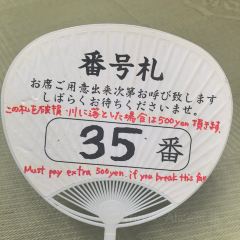 番号札
お席ご用意出来次第お呼び致します
しばらくお待ちくださいませ。
この札を破損・川に落とした場合は500yen頂きます。
35番
Must pay extra 500yen if you break this fan